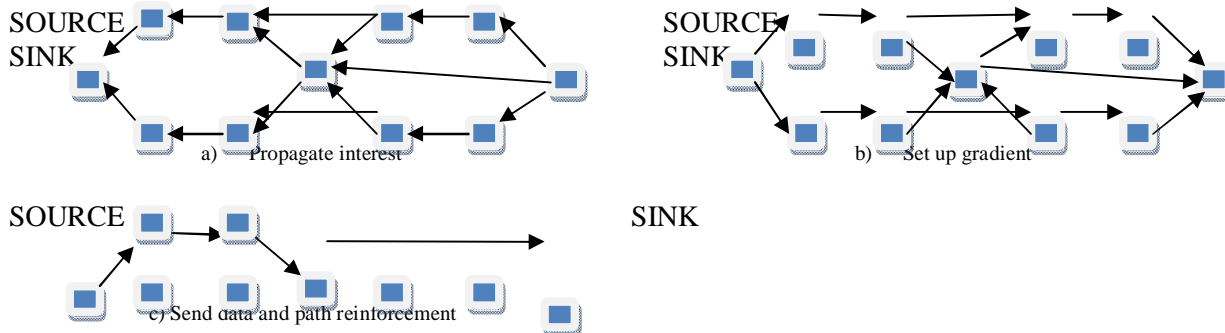 SOURCE
SINK
a) Propagate interest
SOURCE
SINK
b) Set up gradient
SOURCE
SINK
c) Send data and path reinforcement